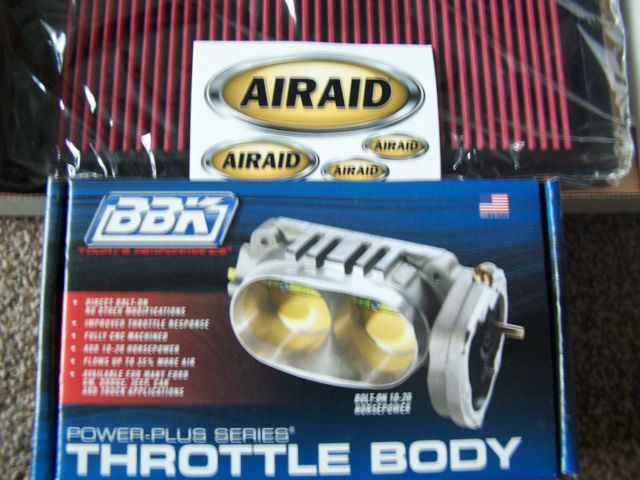 AIRAID
AIRAID
AIRAID
AIRAID
BBK
DIRECT BOLT-ON
NO OTHER MODIFICATIONS
IMPROVED THROTTLE RESPONSE
FULLY CNC MACHINED
ADD 10-20 HORSEPOWER
FLOWS UP TO 35% MORE AIR
AVAILABLE FOR MANY FORD
GM, DODGE, JEEP, CAR
AND TRUCK APPLICATIONS
BOLT-ON 10-20
HORSEPOWER
POWER-PLUS SERIES®
THROTTLE BODY